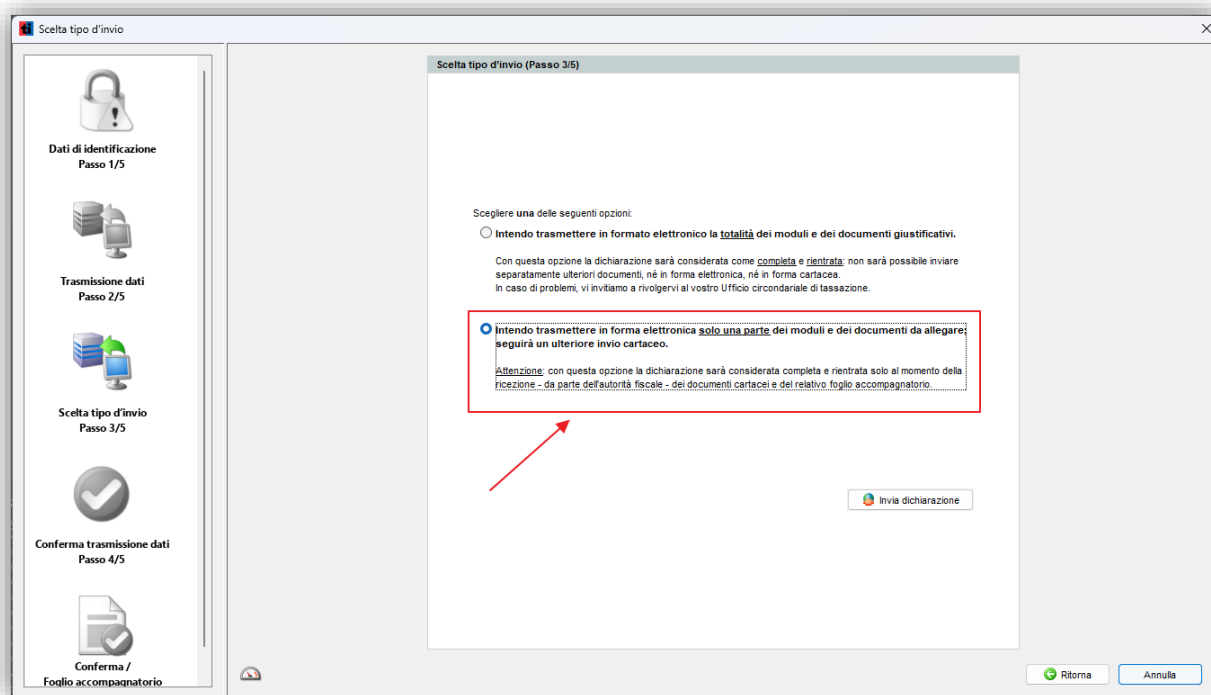 ti Scelta tipo d'invio
Dati di identificazione
Passo 1/5
Trasmissione dati
Passo 2/5
Scelta tipo d'invio
Passo 3/5
Conferma trasmissione dati
Passo 4/5
Conferma /
Foglio accompagnatorio
Scelta tipo d'invio (Passo 3/5)
Scegliere una delle seguenti opzioni:
Intendo trasmettere in formato elettronico la totalità dei moduli e dei documenti giustificativi.
Con questa opzione la dichiarazione sarà considerata come completa e rientrata: non sarà possibile inviare
separatamente ulteriori documenti, né in forma elettronica, né in forma cartacea.
In caso di problemi, vi invitiamo a rivolgervi al vostro Ufficio circondariale di tassazione.
Intendo trasmettere in forma elettronica solo una parte dei moduli e dei documenti da allegare;
seguirà un ulteriore invio cartaceo.
Attenzione: con questa opzione la dichiarazione sarà considerata completa e rientrata solo al momento della
ricezione - da parte dell'autorità fiscale - dei documenti cartacei e del relativo foglio accompagnatorio.
Invia dichiarazione
Ritorna
Annulla